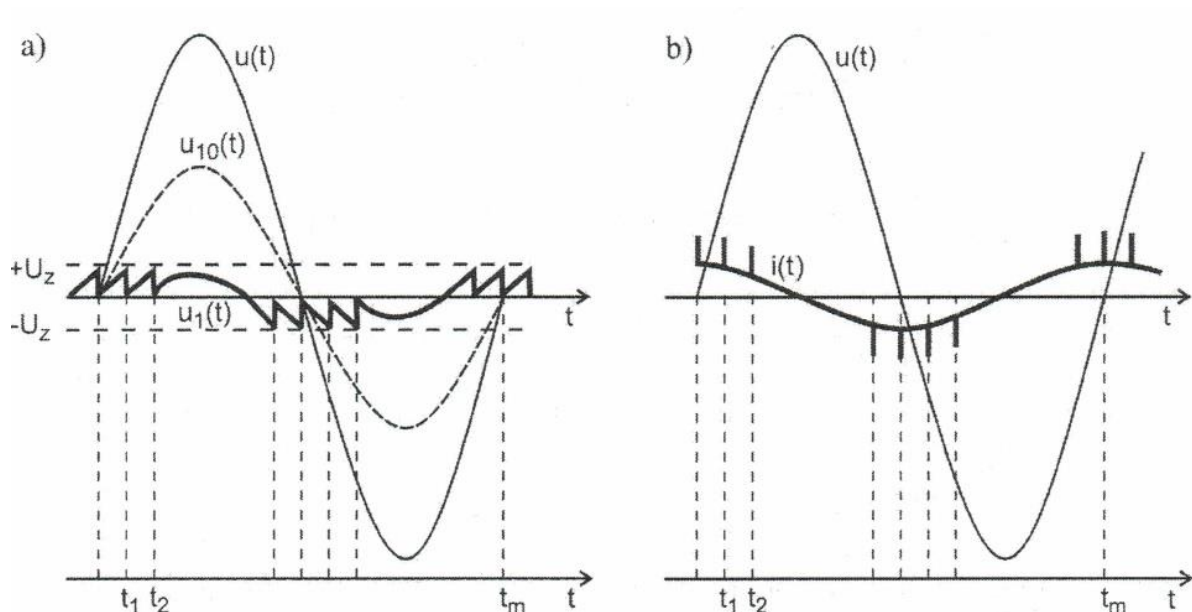 a)
u(t)
u10(t)
+Uz
u1(t)
t
-Uz
t1 t2
tm
t
b)
u(t)
i(t)
t
t1 t2
tm
t